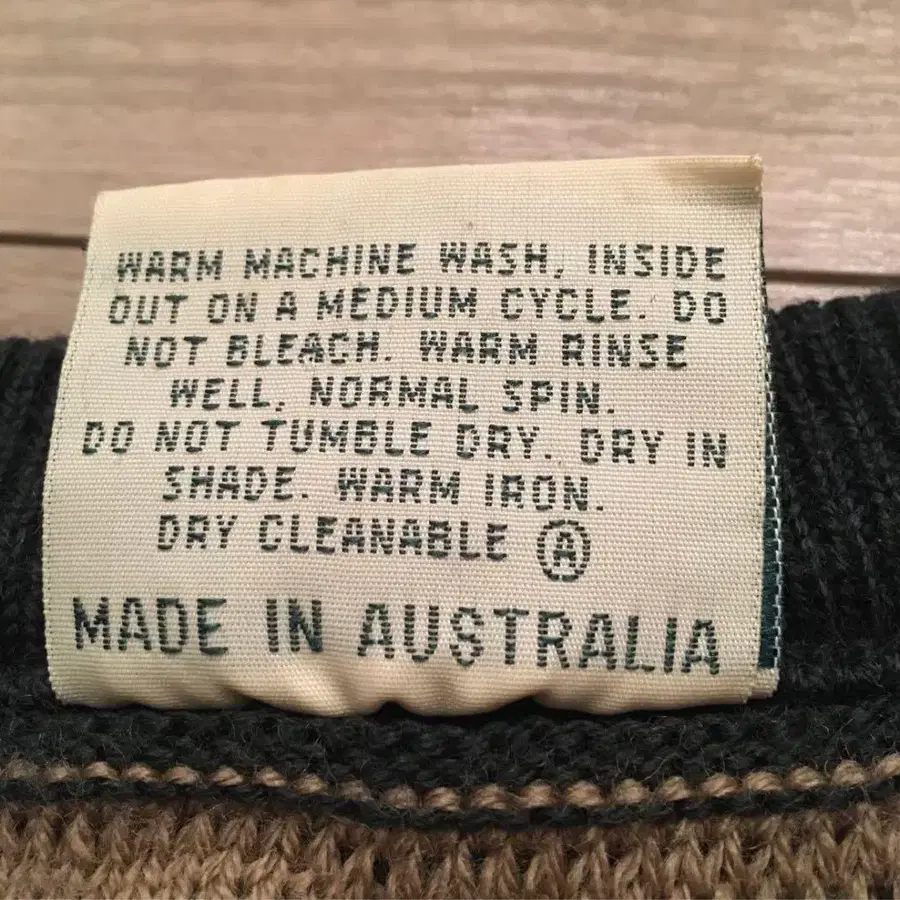 WARM MACHINE WASH, INSIDE
OUT ON A MEDIUM CYCLE. DO
NOT BLEACH. WARM RINSE
WELL, NORMAL SPIN.
DO NOT TUMBLE DRY. DRY IN
SHADE. WARM IRON.
DRY CLEANABLE Ⓐ
MADE IN AUSTRALIA